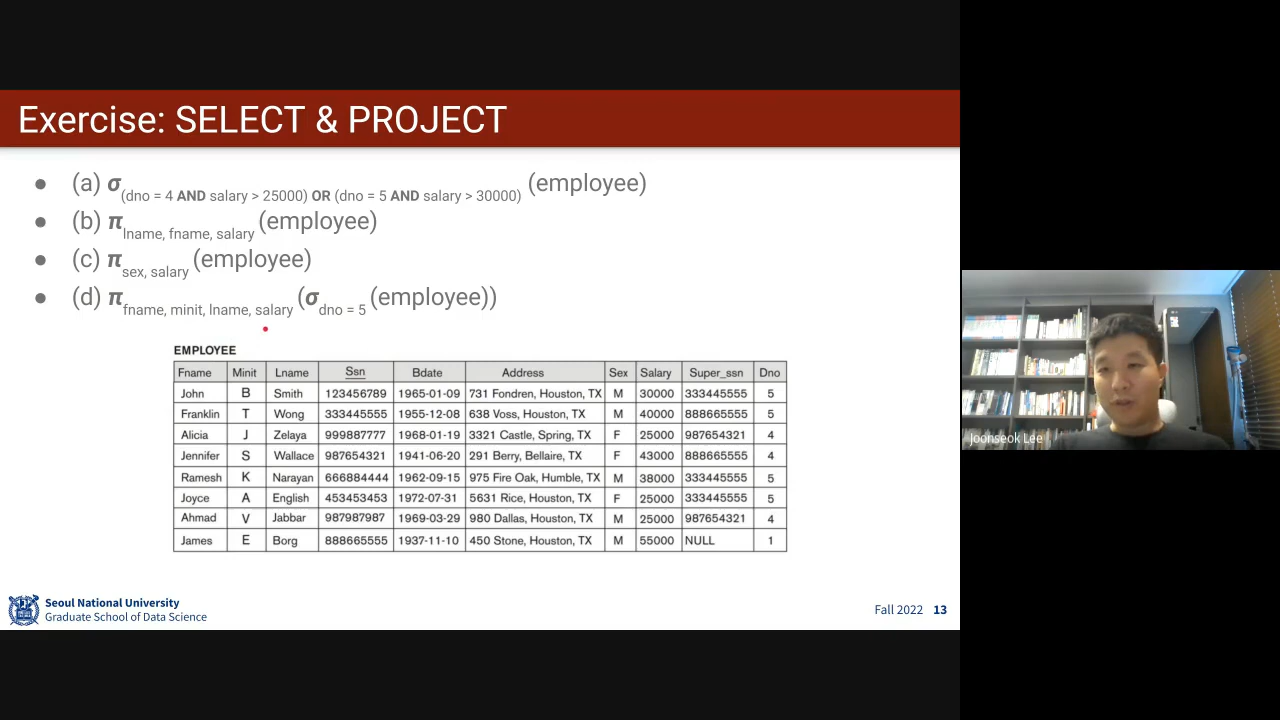 Exercise: SELECT & PROJECT
● (a) σ(dno = 4 AND salary > 25000) OR (dno = 5 AND salary > 30000) (employee)
● (b) π lname, fname, salary (employee)
● (c) π sex, salary (employee)
● (d) π fname, minit, lname, salary (σ dno = 5 (employee))
EMPLOYEE
Fname Minit Lname Ssn Bdate Address Sex Salary Super_ssn Dno
John B Smith 123456789 1965-01-09 731 Fondren, Houston, TX M 30000 333445555 5
Franklin T Wong 333445555 1955-12-08 638 Voss, Houston, TX M 40000 888665555 5
Alicia J Zelaya 999887777 1968-01-19 3321 Castle, Spring, TX F 25000 987654321 4
Jennifer S Wallace 987654321 1941-06-20 291 Berry, Bellaire, TX F 43000 888665555 4
Ramesh K Narayan 666884444 1962-09-15 975 Fire Oak, Humble, TX M 38000 333445555 5
Joyce A English 453453453 1972-07-31 5631 Rice, Houston, TX F 25000 333445555 5
Ahmad V Jabbar 987987987 1969-03-29 980 Dallas, Houston, TX M 25000 987654321 4
James E Borg 888665555 1937-11-10 450 Stone, Houston, TX M 55000 NULL 1
Joonseok Lee
Seoul National University
Graduate School of Data Science
Fall 2022 13